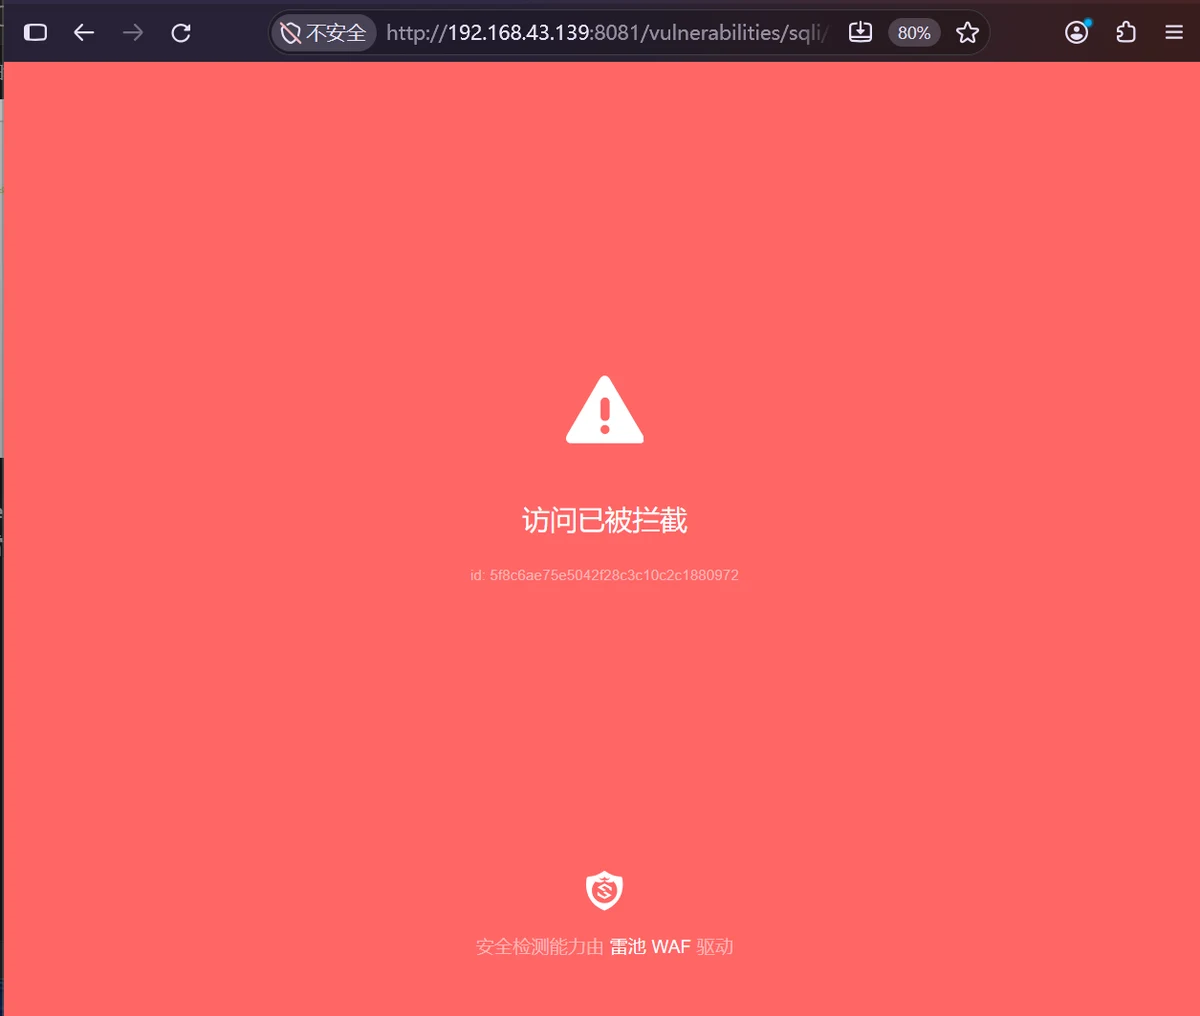 不安全 http://192.168.43.139:8081/vulnerabilities/sqli/ 80%
访问已被拦截
id: 5f8c6ae75e5042f28c3c10c2c1880972
安全检测能力由 雷池 WAF 驱动